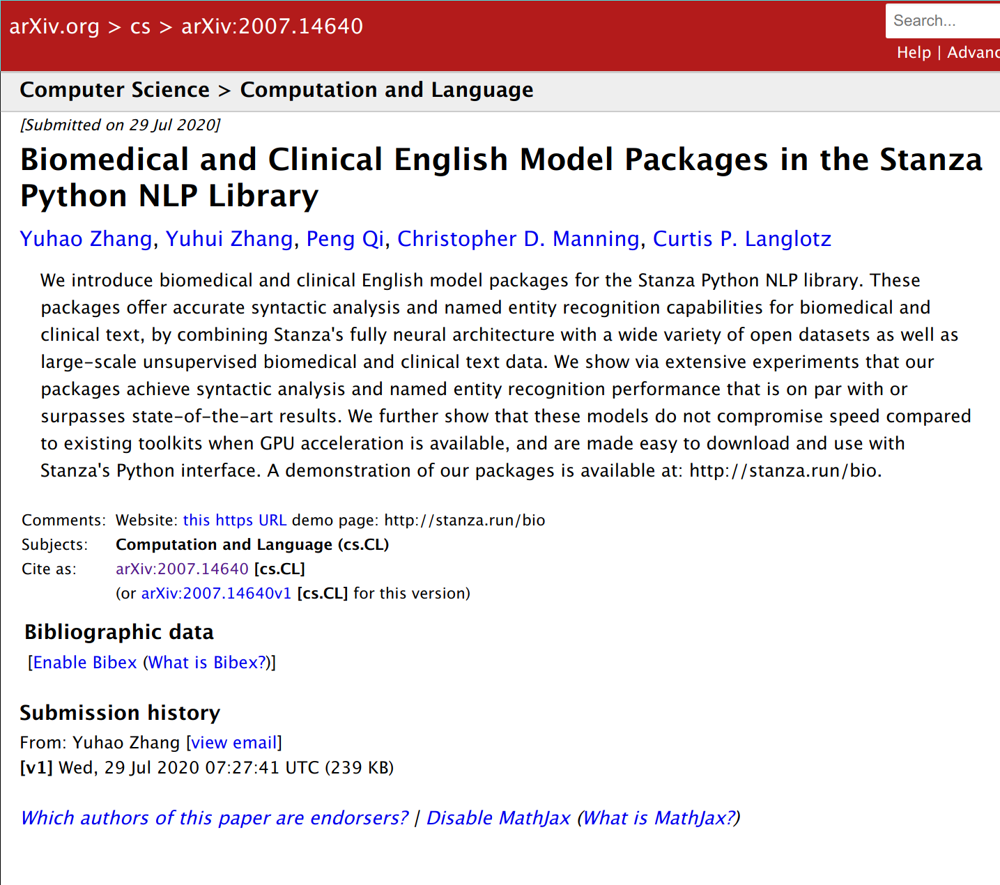 arXiv.org > cs > arXiv:2007.14640
Search...
Help | Advanc
Computer Science > Computation and Language
[Submitted on 29 Jul 2020]
Biomedical and Clinical English Model Packages in the Stanza
Python NLP Library
Yuhao Zhang, Yuhui Zhang, Peng Qi, Christopher D. Manning, Curtis P. Langlotz
We introduce biomedical and clinical English model packages for the Stanza Python NLP library. These
packages offer accurate syntactic analysis and named entity recognition capabilities for biomedical and
clinical text, by combining Stanza's fully neural architecture with a wide variety of open datasets as well as
large-scale unsupervised biomedical and clinical text data. We show via extensive experiments that our
packages achieve syntactic analysis and named entity recognition performance that is on par with or
surpasses state-of-the-art results. We further show that these models do not compromise speed compared
to existing toolkits when GPU acceleration is available, and are made easy to download and use with
Stanza's Python interface. A demonstration of our packages is available at: http://stanza.run/bio.
Comments: Website: this https URL demo page: http://stanza.run/bio
Subjects: Computation and Language (cs.CL)
Cite as: arXiv:2007.14640 [cs.CL]
(or arXiv:2007.14640v1 [cs.CL] for this version)
Bibliographic data
[Enable Bibex (What is Bibex?)]
Submission history
From: Yuhao Zhang [view email]
[v1] Wed, 29 Jul 2020 07:27:41 UTC (239 KB)
Which authors of this paper are endorsers? | Disable MathJax (What is MathJax?)